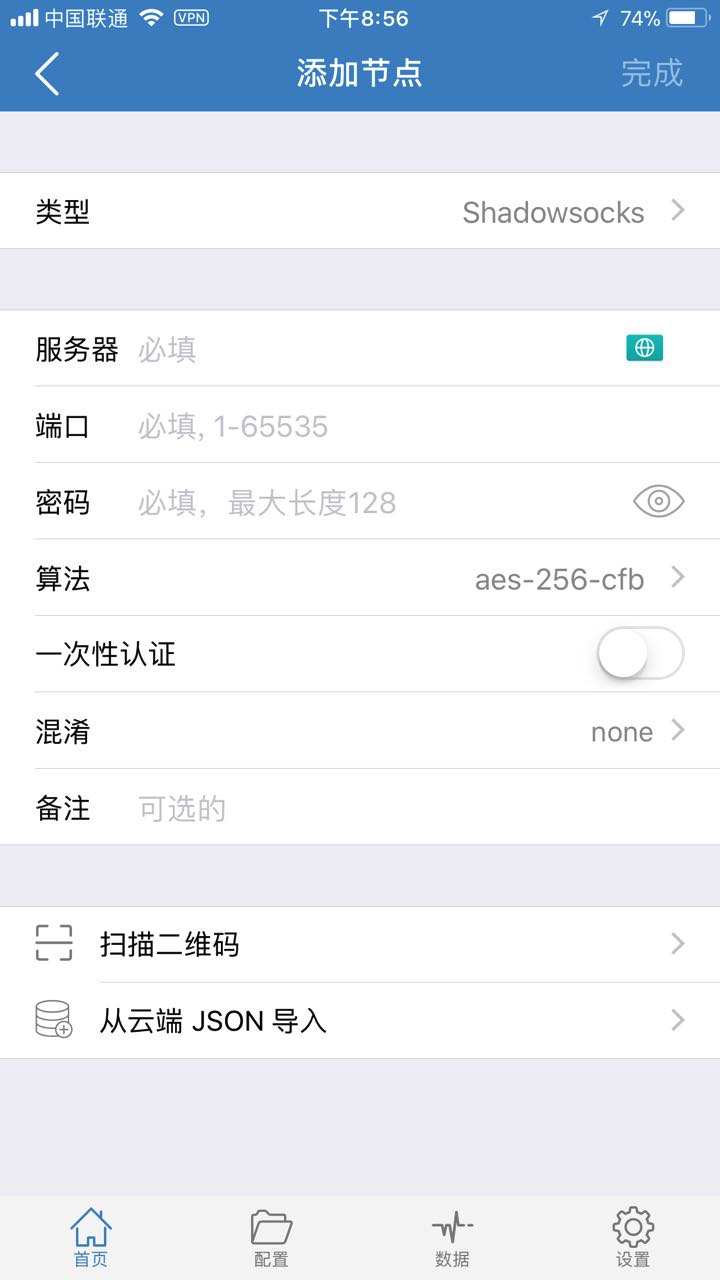 中国联通 VPN 下午8:56 74%
添加节点 完成
类型 Shadowsocks
服务器 必填
端口 必填, 1-65535
密码 必填，最大长度128
算法 aes-256-cfb
一次性认证
混淆 none
备注 可选的
扫描二维码
从云端 JSON 导入
首页 配置 数据 设置